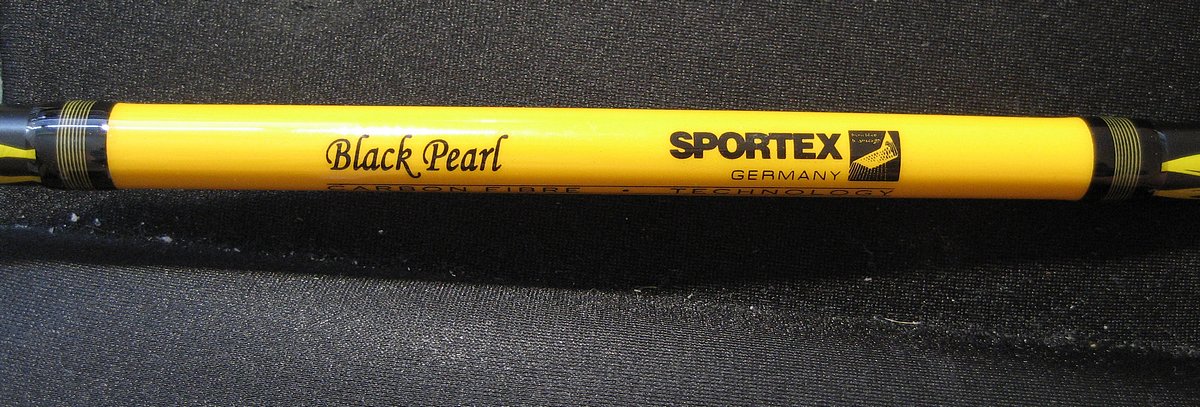 Black Pearl
SPORTEX
GERMANY
CARBON FIBRE • TECHNOLOGY